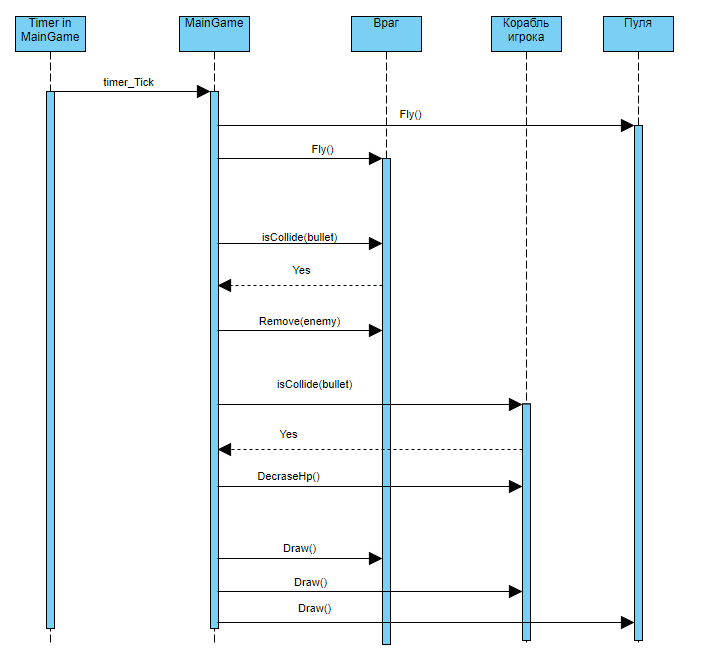 Timer in
MainGame
MainGame
Враг
Корабль
игрока
Пуля
timer_Tick
Fly()
Fly()
isCollide(bullet)
Yes
Remove(enemy)
isCollide(bullet)
Yes
DecraseHp()
Draw()
Draw()
Draw()